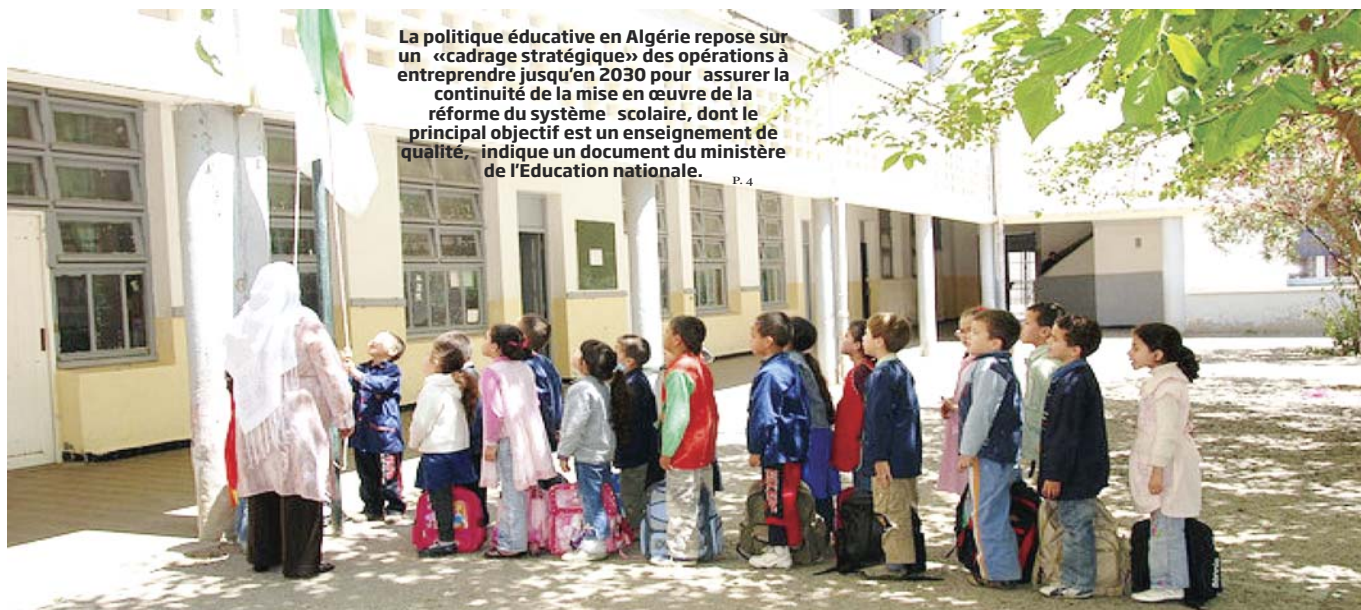 La politique éducative en Algérie repose sur
un «cadrage stratégique» des opérations à
entreprendre jusqu'en 2030 pour assurer la
continuité de la mise en œuvre de la
réforme du système scolaire, dont le
principal objectif est un enseignement de
qualité, indique un document du ministère
de l'Education nationale. P. 4